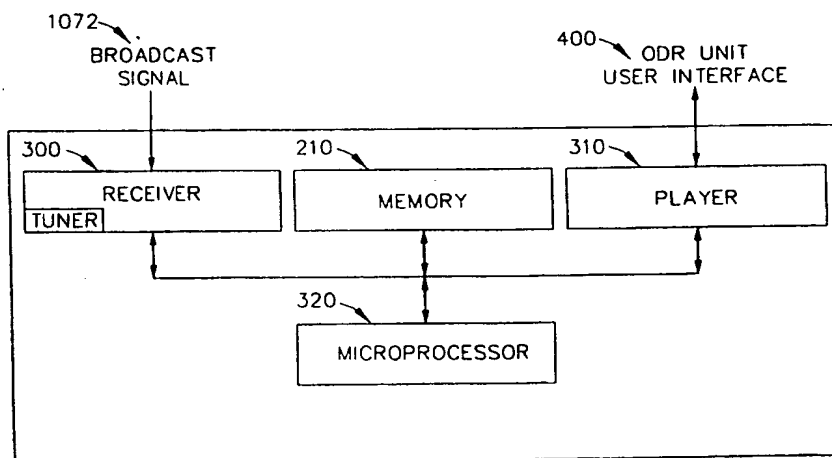 1072
BROADCAST
SIGNAL
400
ODR UNIT
USER INTERFACE
300
RECEIVER
TUNER
210
MEMORY
310
PLAYER
320
MICROPROCESSOR